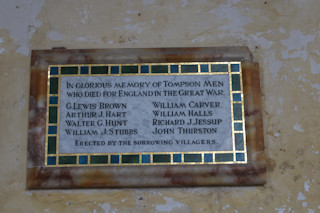 IN GLORIOUS MEMORY OF TOMPSON MEN
WHO DIED FOR ENGLAND IN THE GREAT WAR.
G. LEWIS BROWN WILLIAM CARVER
ARTHUR J. HART WILLIAM HALLS
WALTER G. HUNT RICHARD J. JESSUP
WILLIAM J. STUBBS JOHN THURSTON
ERECTED BY THE SORROWING VILLAGERS.